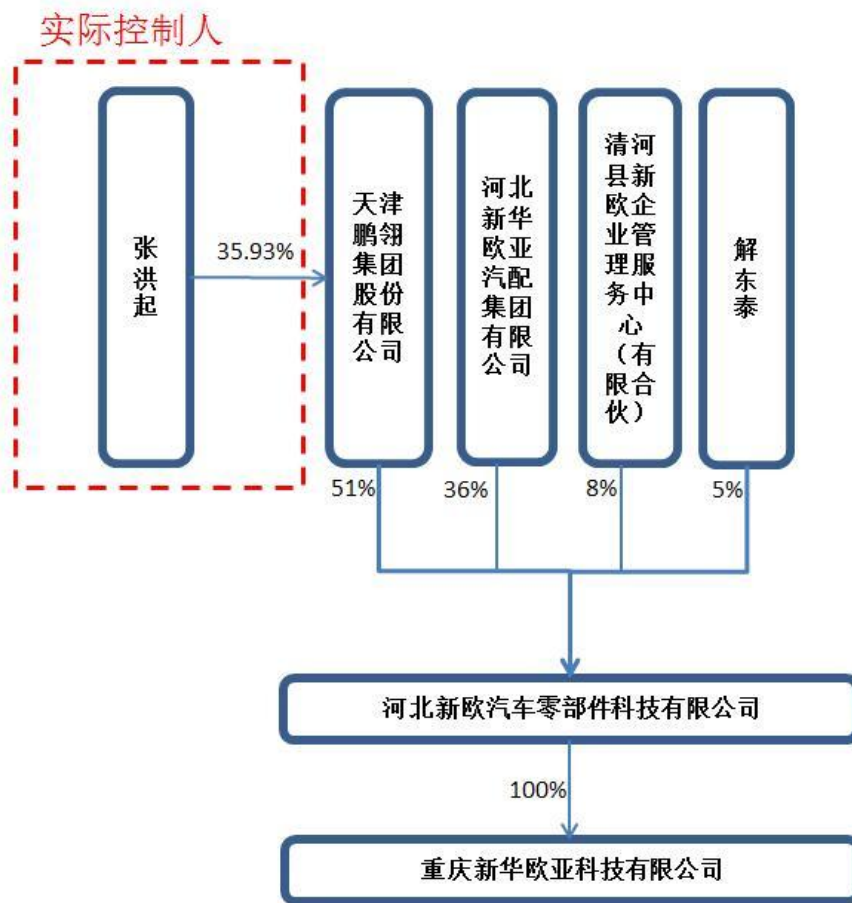 实际控制人
张
洪
起
35.93%
天津
鹏翎
集团
股份
有限
公司
河北
新华
欧亚
汽配
集团
有限
公司
清河
县新
欧企
业管
理服
务中
心
（有
限合
伙）
解
东
泰
51%
36%
8%
5%
河北新欧汽车零部件科技有限公司
100%
重庆新华欧亚科技有限公司